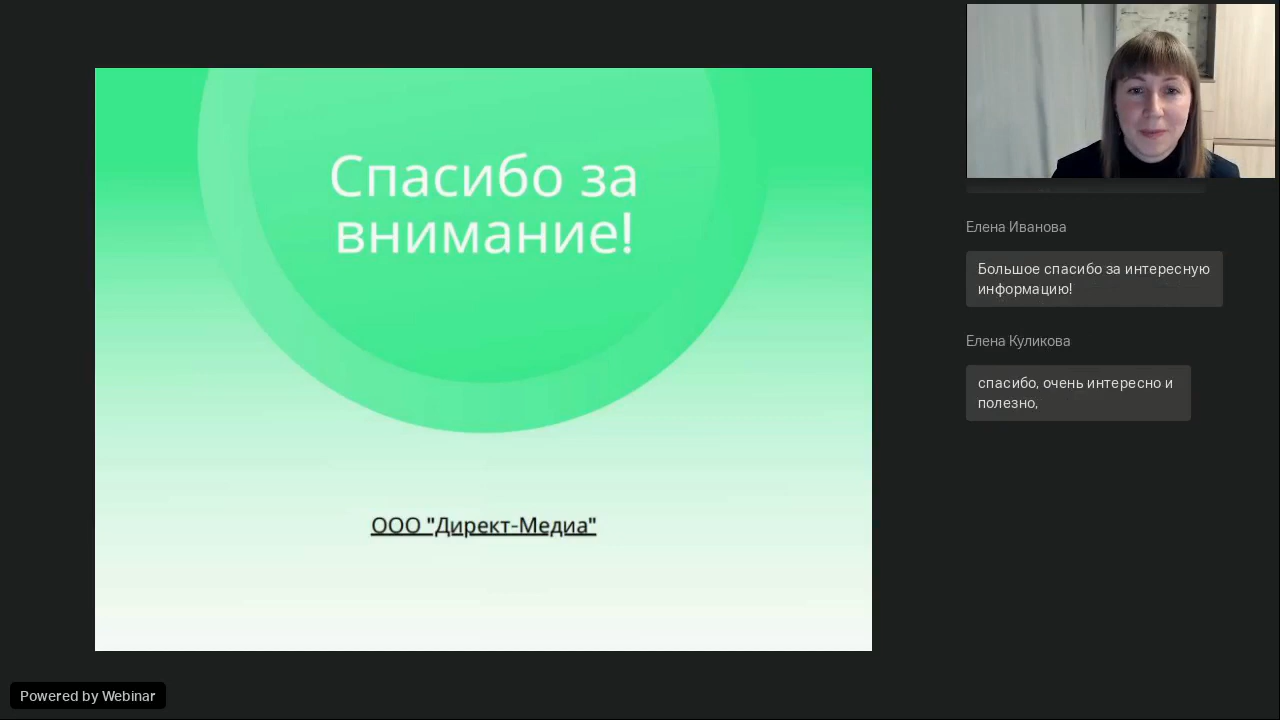 Спасибо за
внимание!
ООО "Директ-Медиа"
Елена Иванова
Большое спасибо за интересную
информацию!
Елена Куликова
спасибо, очень интересно и
полезно,
Powered by Webinar